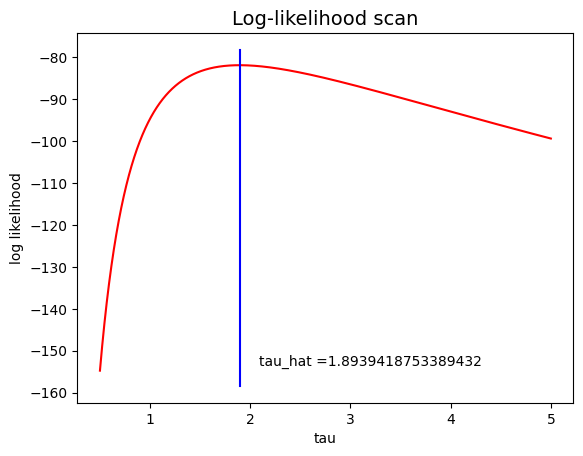 Log-likelihood scan
−80
−90
−100
−110
−120
−130
−140
−150
−160
log likelihood
tau_hat =1.8939418753389432
1 2 3 4 5
tau